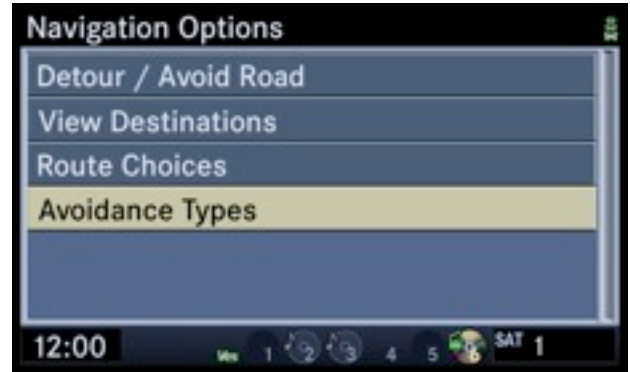 Navigation Options
Detour / Avoid Road
View Destinations
Route Choices
Avoidance Types
12:00 1 2 3 4 5 6 SAT 1